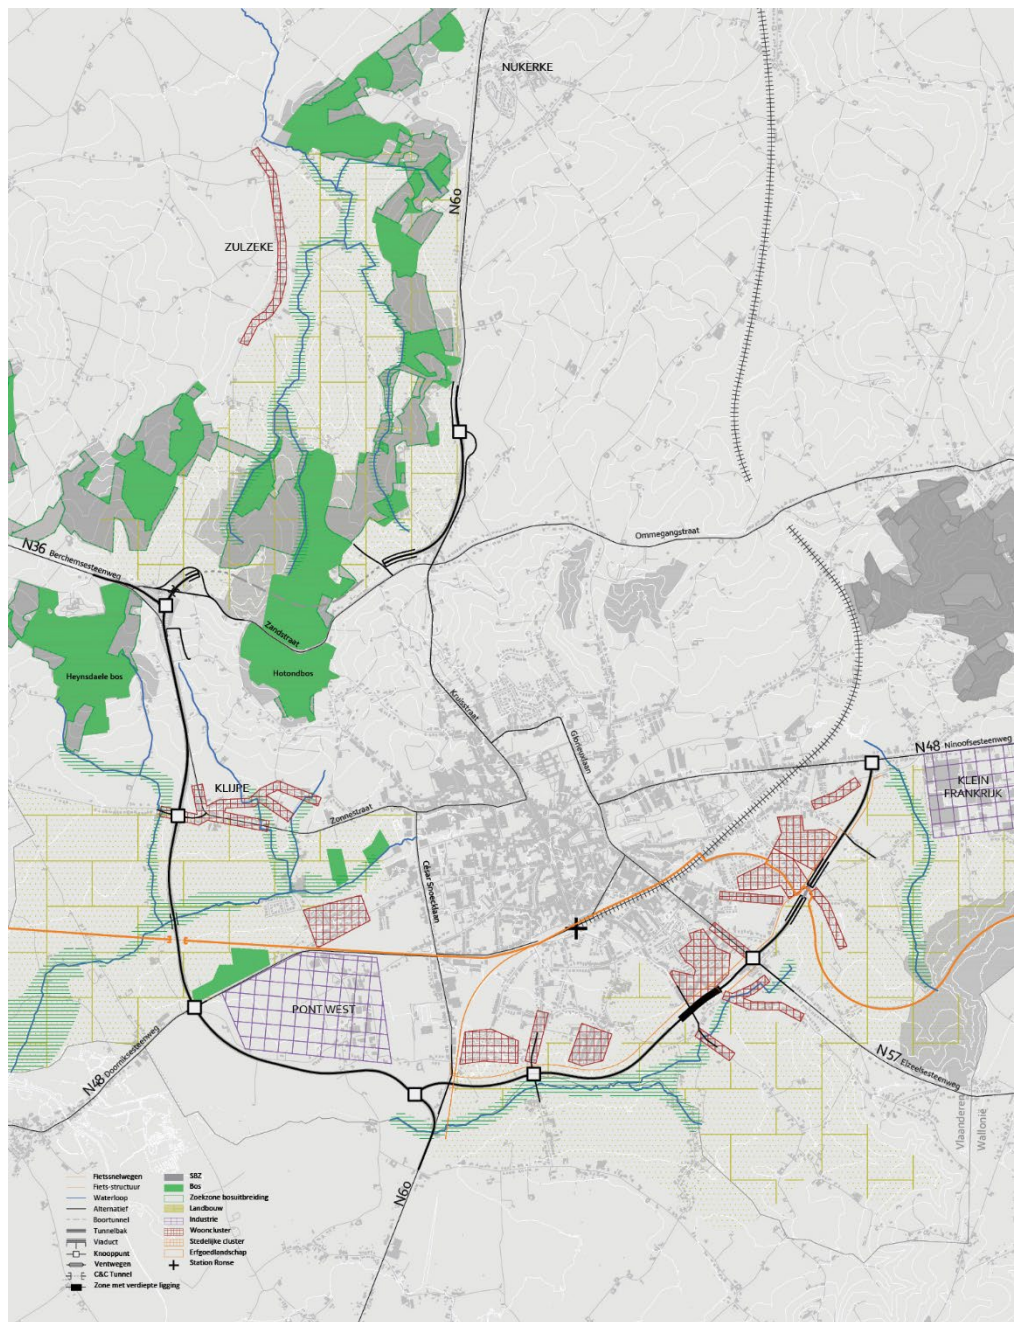 NUKERKE
N60
ZULZEKE
Ommegangstraat
N36 Berchemsesteenweg
Zandstraat
Heynsdaele bos
Hotondbos
Kruisstraat
Glorieuxlaan
N48 Ninoofsesteenweg
KLEIN
FRANKRIJK
KLIJPE
Zonnestraat
César Snoecklaan
PONT WEST
N48 Doorniksesteenweg
N57 Elzeelsesteenweg
Vlaanderen
Wallonië
N60
Fietssnelwegen
Fiets-structuur
Waterloop
Alternatief
Boortunnel
Tunnelbak
Viaduct
Knooppunt
Ventwegen
C&C Tunnel
Zone met verdiepte ligging
SBZ
Bos
Zoekzone bosuitbreiding
Landbouw
Industrie
Wooncluster
Stedelijke cluster
Erfgoedlandschap
Station Ronse